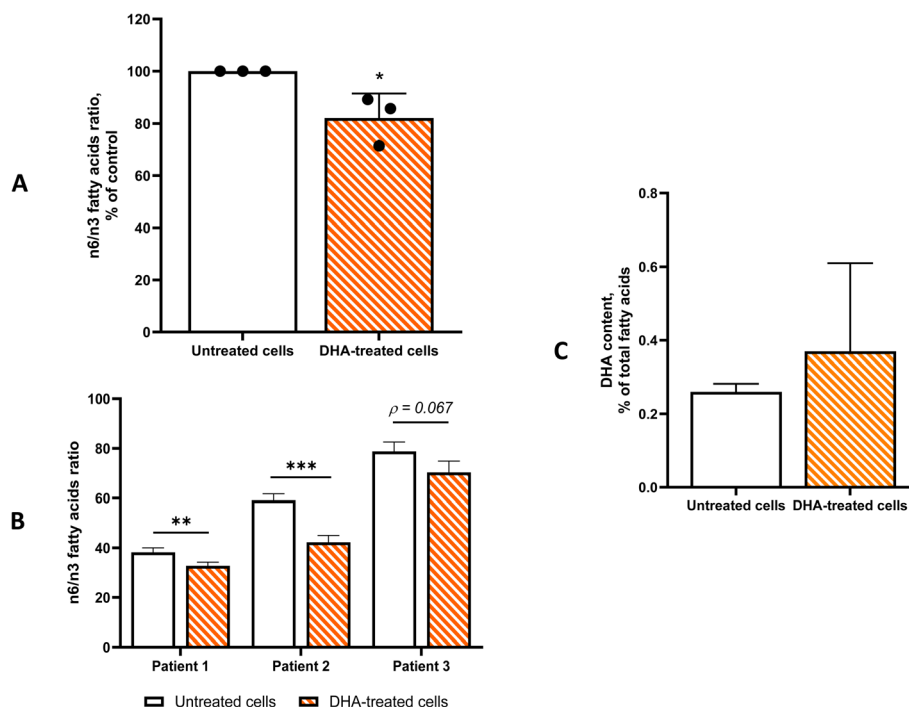 A
n6/n3 fatty acids ratio,
% of control
120
100
80
60
40
20
0
*
Untreated cells
DHA-treated cells
B
n6/n3 fatty acids ratio
100
80
60
40
20
0
**
***
ρ = 0.067
Patient 1
Patient 2
Patient 3
Untreated cells
DHA-treated cells
C
DHA content,
% of total fatty acids
0.8
0.6
0.4
0.2
0.0
Untreated cells
DHA-treated cells